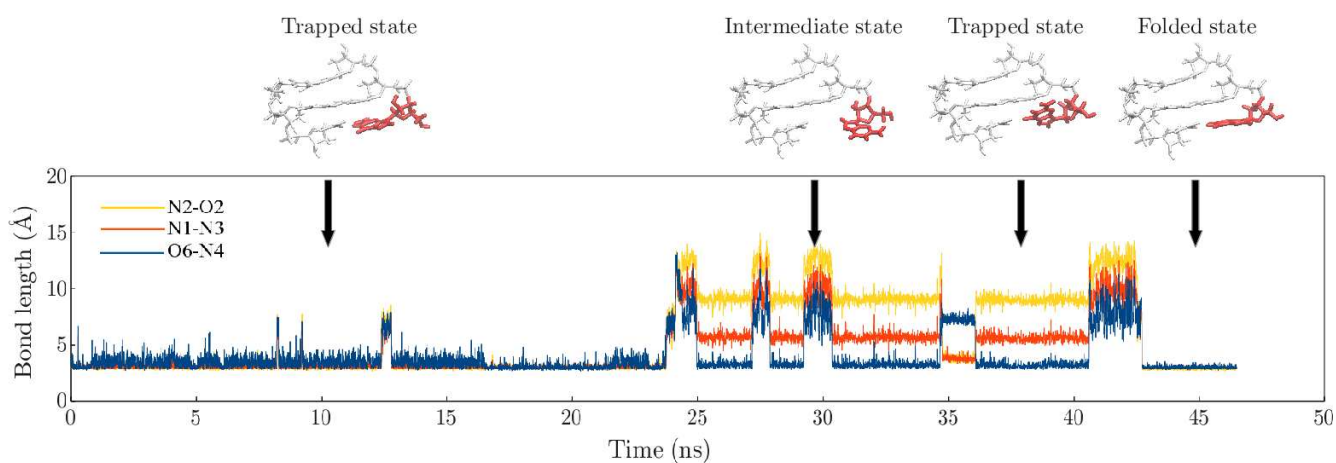 Trapped state Intermediate state Trapped state Folded state
20
15
10
5
0
Bond length (Å)
N2-O2
N1-N3
O6-N4
0 5 10 15 20 25 30 35 40 45 50
Time (ns)